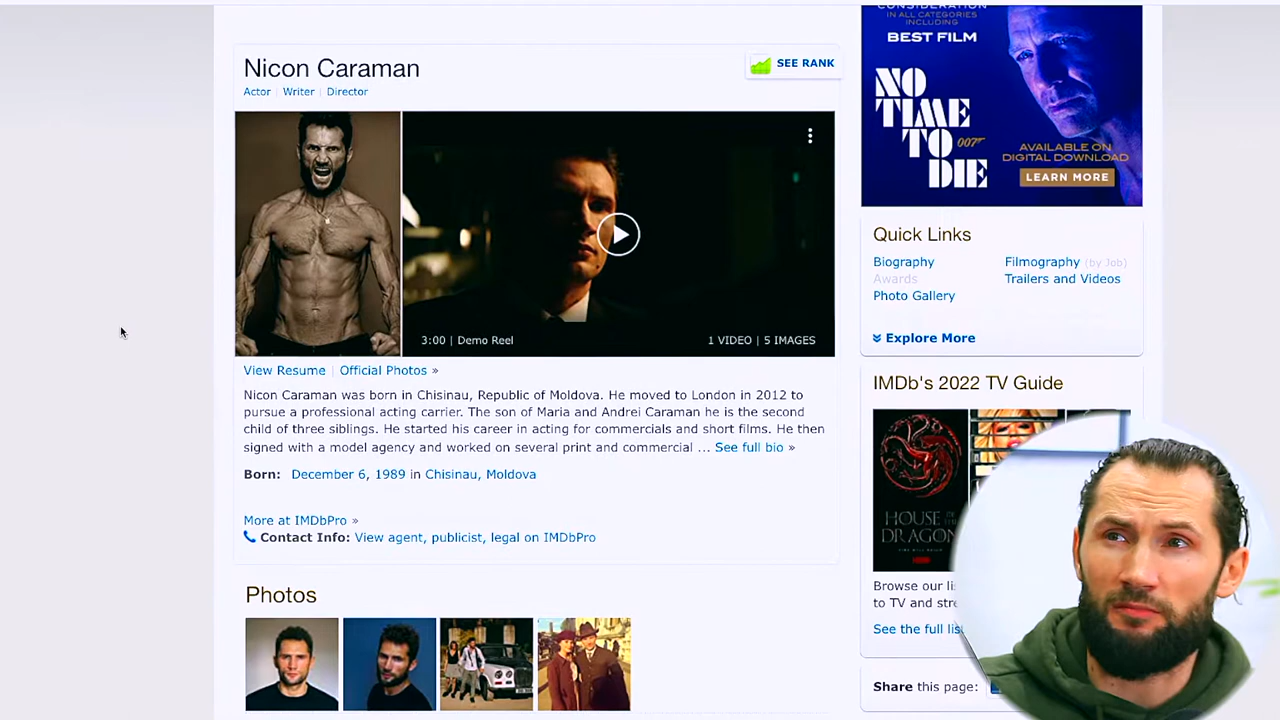 Nicon Caraman
Actor | Writer | Director
SEE RANK
3:00 | Demo Reel
1 VIDEO | 5 IMAGES
View Resume | Official Photos »
Nicon Caraman was born in Chisinau, Republic of Moldova. He moved to London in 2012 to
pursue a professional acting carrier. The son of Maria and Andrei Caraman he is the second
child of three siblings. He started his career in acting for commercials and short films. He then
signed with a model agency and worked on several print and commercial ... See full bio »
Born: December 6, 1989 in Chisinau, Moldova
More at IMDbPro »
Contact Info: View agent, publicist, legal on IMDbPro
Photos
CONSIDERATION
IN ALL CATEGORIES
INCLUDING
BEST FILM
NO
TIME
TO
DIE
007
AVAILABLE ON
DIGITAL DOWNLOAD
LEARN MORE
Quick Links
Biography
Filmography (by Job)
Awards
Trailers and Videos
Photo Gallery
Explore More
IMDb's 2022 TV Guide
HOUSE OF THE
DRAGON
Browse our
to TV and
See the full
Share this page: